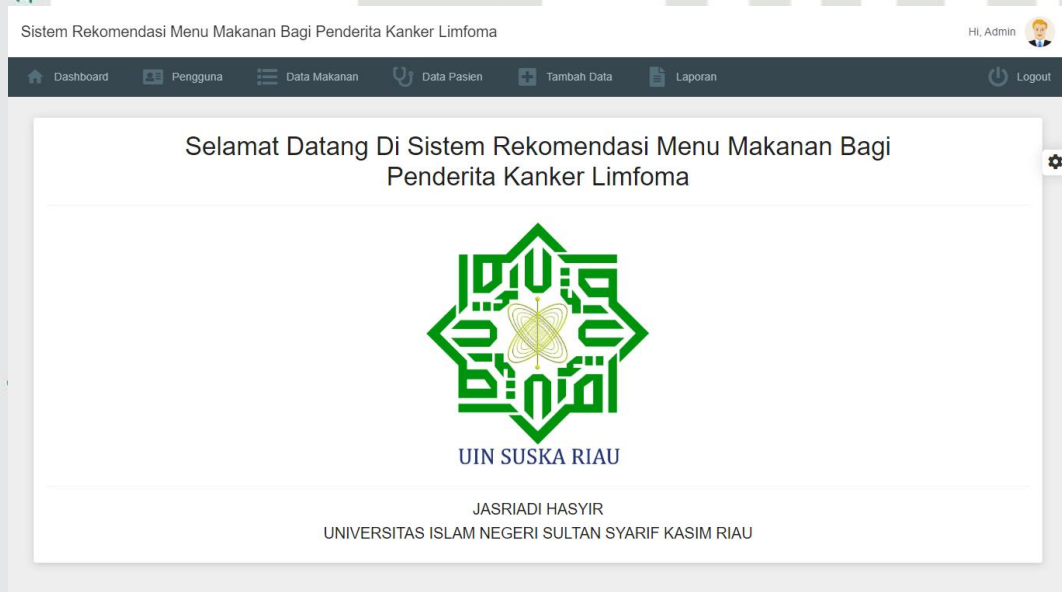 Sistem Rekomendasi Menu Makanan Bagi Penderita Kanker Limfoma
Hi, Admin
Dashboard Pengguna Data Makanan Data Pasien Tambah Data Laporan Logout
Selamat Datang Di Sistem Rekomendasi Menu Makanan Bagi
Penderita Kanker Limfoma
UIN SUSKA RIAU
JASRIADI HASYIR
UNIVERSITAS ISLAM NEGERI SULTAN SYARIF KASIM RIAU